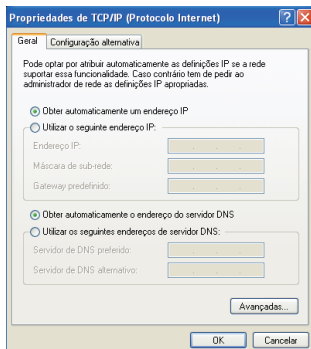 Propriedades de TCP/IP (Protocolo Internet)
Geral
Configuração alternativa
Pode optar por atribuir automaticamente as definições IP se a rede
suportar essa funcionalidade. Caso contrário tem de pedir ao
administrador de rede as definições IP apropriadas.
Obter automaticamente um endereço IP
Utilizar o seguinte endereço IP:
Endereço IP:
Máscara de sub-rede:
Gateway predefinido:
Obter automaticamente o endereço do servidor DNS
Utilizar os seguintes endereços de servidor DNS:
Servidor de DNS preferido:
Servidor de DNS alternativo:
Avançadas...
OK
Cancelar